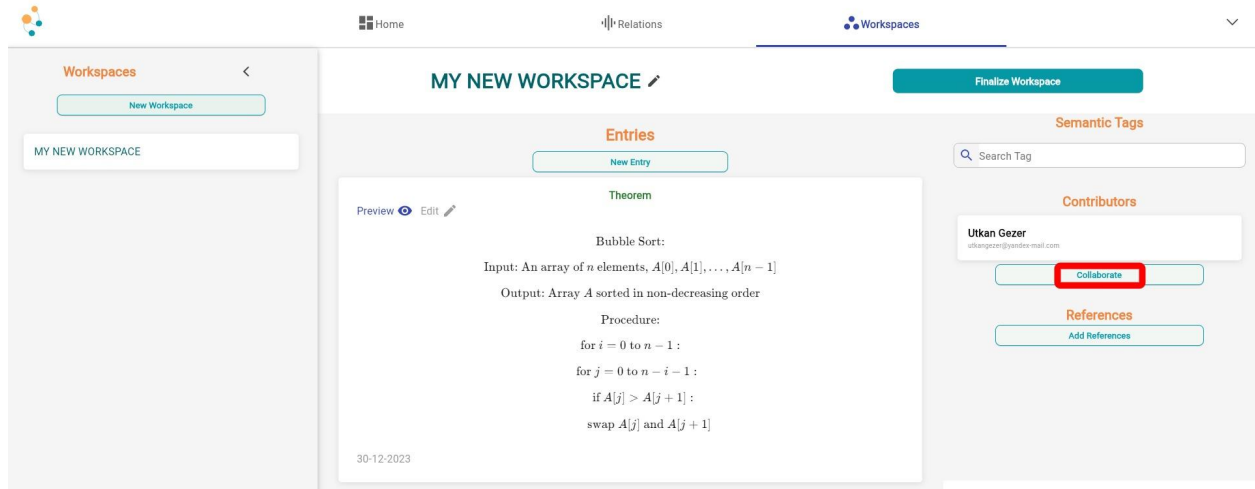 Home
Relations
Workspaces
Workspaces
New Workspace
MY NEW WORKSPACE
MY NEW WORKSPACE
Finalize Workspace
Entries
New Entry
Theorem
Preview Edit
Bubble Sort:
Input: An array of n elements, A[0], A[1], . . . , A[n − 1]
Output: Array A sorted in non-decreasing order
Procedure:
for i = 0 to n − 1 :
for j = 0 to n − i − 1 :
if A[j] > A[j + 1] :
swap A[j] and A[j + 1]
30-12-2023
Semantic Tags
Search Tag
Contributors
Utkan Gezer
utkangezer@yandex-mail.com
Collaborate
References
Add References